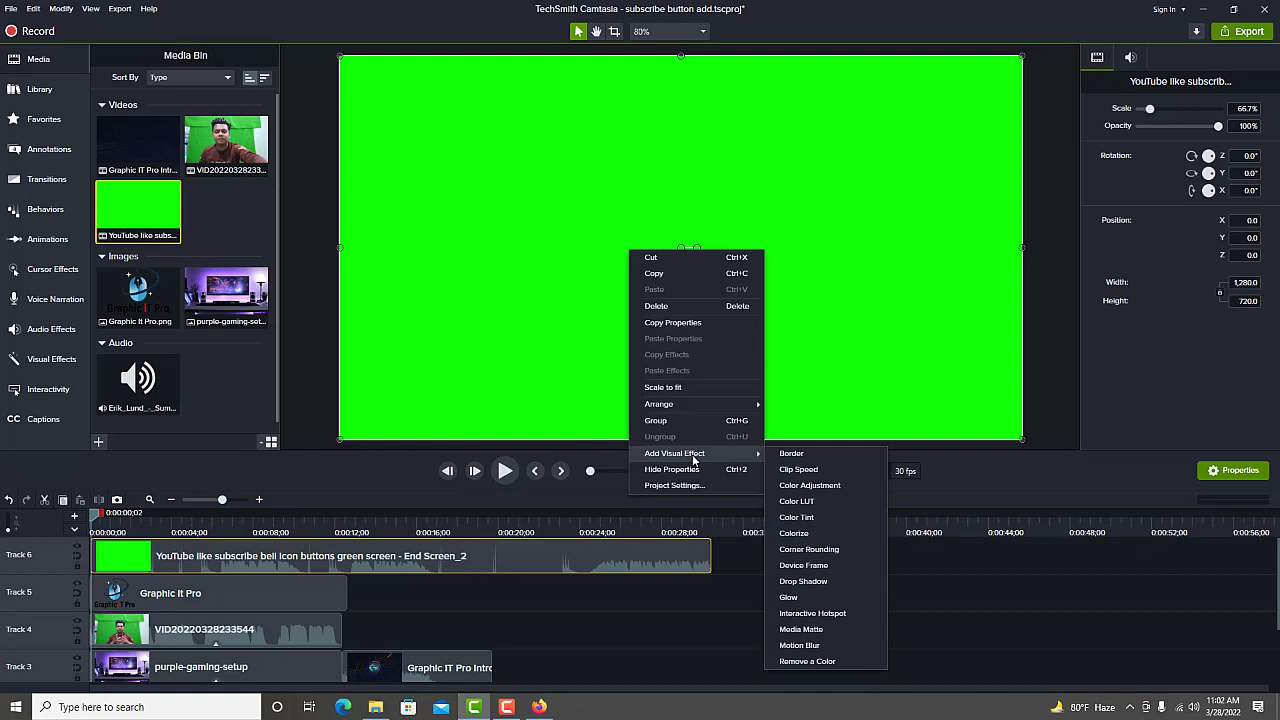 File Edit Modify View Export Help
TechSmith Camtasia - subscribe button add.tscproj*
Sign In
Record
80%
Export
Media
Library
Favorites
Annotations
Transitions
Behaviors
Animations
Cursor Effects
Voice Narration
Audio Effects
Visual Effects
Interactivity
Captions
Media Bin
Sort By Type
Videos
Graphic IT Pro Intr...
VID20220328233...
YouTube like subs...
Images
Graphic It Pro.png
purple-gaming-set...
Audio
Erik_Lund_-_Sum...
YouTube like subscrib...
Scale 66.7%
Opacity 100%
Rotation: Z 0.0°
Y 0.0°
X 0.0°
Position: X 0.0
Y 0.0
Z 0.0
Width: 1,280.0
Height: 720.0
Cut Ctrl+X
Copy Ctrl+C
Paste Ctrl+V
Delete Delete
Copy Properties
Paste Properties
Copy Effects
Paste Effects
Scale to fit
Arrange
Group Ctrl+G
Ungroup Ctrl+U
Add Visual Effect
Hide Properties Ctrl+2
Project Settings...
Border
Clip Speed
Color Adjustment
Color LUT
Color Tint
Colorize
Corner Rounding
Device Frame
Drop Shadow
Glow
Interactive Hotspot
Media Matte
Motion Blur
Remove a Color
30 fps
Properties
0:00:00;02
0:00:00;00 0:00:04;00 0:00:08;00 0:00:12;00 0:00:16;00 0:00:20;00 0:00:24;00 0:00:28;00 0:00:3 0:00:40;00 0:00:44;00 0:00:48;00 0:00:52;00 0:00:56;00
Track 6
YouTube like subscribe bell icon buttons green screen - End Screen_2
Track 5
Graphic It Pro
Track 4
VID20220328233544
Track 3
purple-gaming-setup
Graphic IT Pro Intro
Type here to search
80°F Haze
11:02 AM
3/28/2022